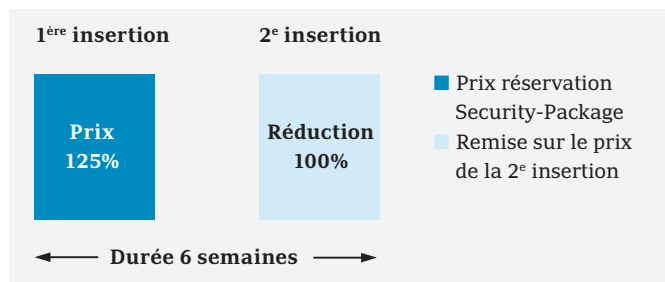 1ère insertion
2e insertion
Prix
125%
Réduction
100%
Prix réservation
Security-Package
Remise sur le prix
de la 2e insertion
Durée 6 semaines